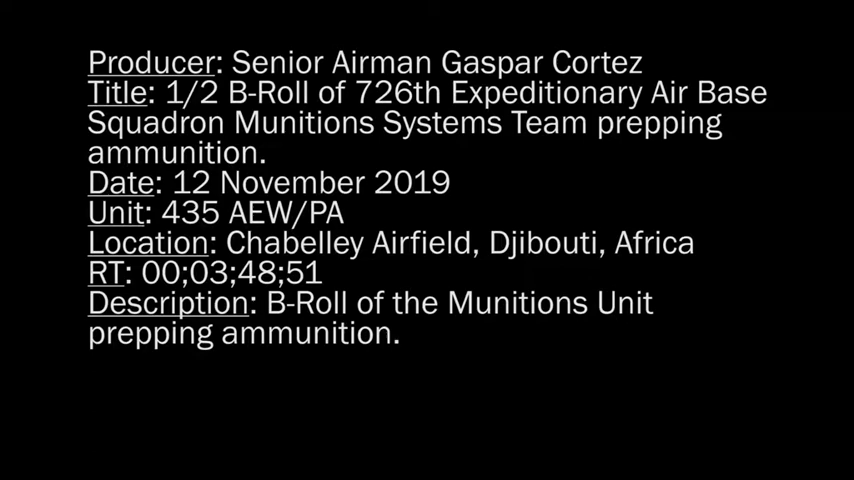 Producer: Senior Airman Gaspar Cortez
Title: 1/2 B-Roll of 726th Expeditionary Air Base
Squadron Munitions Systems Team prepping
ammunition.
Date: 12 November 2019
Unit: 435 AEW/PA
Location: Chabelley Airfield, Djibouti, Africa
RT: 00;03;48;51
Description: B-Roll of the Munitions Unit
prepping ammunition.